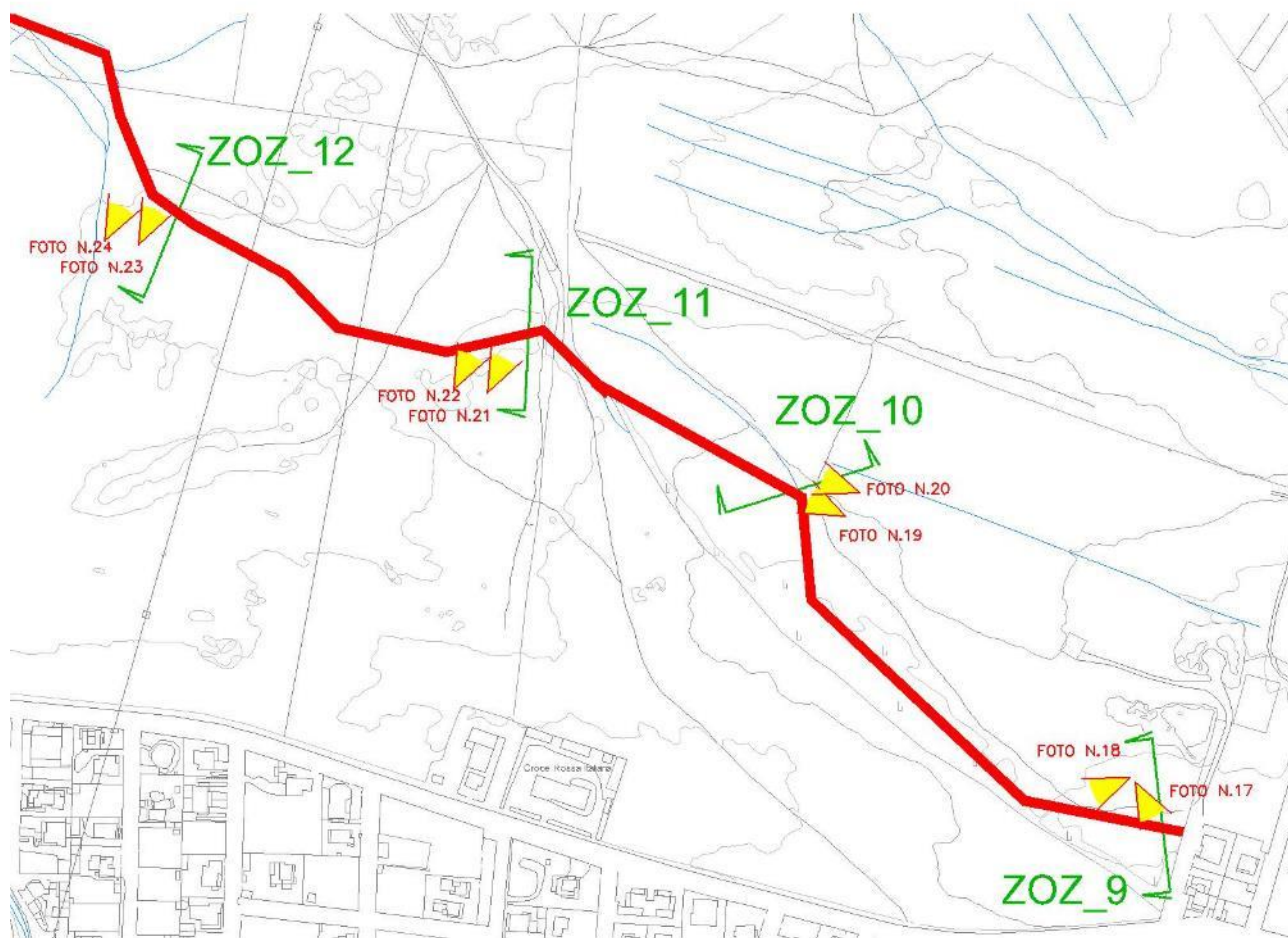 ZOZ_12
FOTO N.24
FOTO N.23
ZOZ_11
FOTO N.22
FOTO N.21
ZOZ_10
FOTO N.20
FOTO N.19
Croce Rossa Italiana
FOTO N.18
FOTO N.17
ZOZ_9